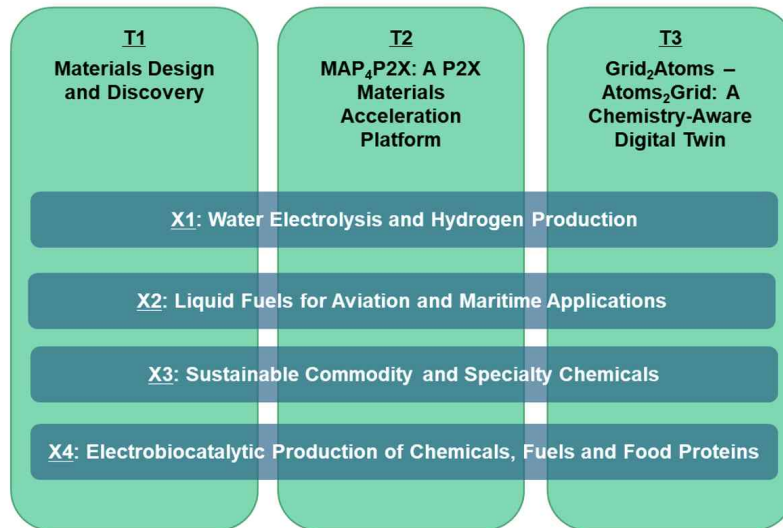 T1
Materials Design
and Discovery
T2
MAP₄P2X: A P2X
Materials
Acceleration
Platform
T3
Grid₂Atoms –
Atoms₂Grid: A
Chemistry-Aware
Digital Twin
X1: Water Electrolysis and Hydrogen Production
X2: Liquid Fuels for Aviation and Maritime Applications
X3: Sustainable Commodity and Specialty Chemicals
X4: Electrobiocatalytic Production of Chemicals, Fuels and Food Proteins